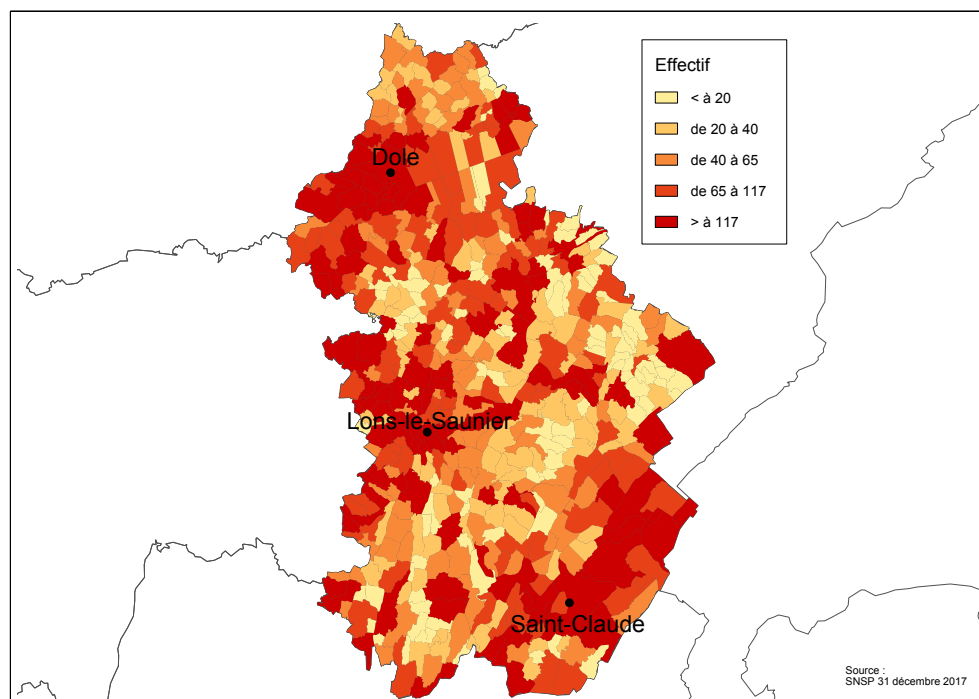 Effectif
< à 20
de 20 à 40
de 40 à 65
de 65 à 117
> à 117
Dole
Lons-le-Saunier
Saint-Claude
Source :
SNSP 31 décembre 2017